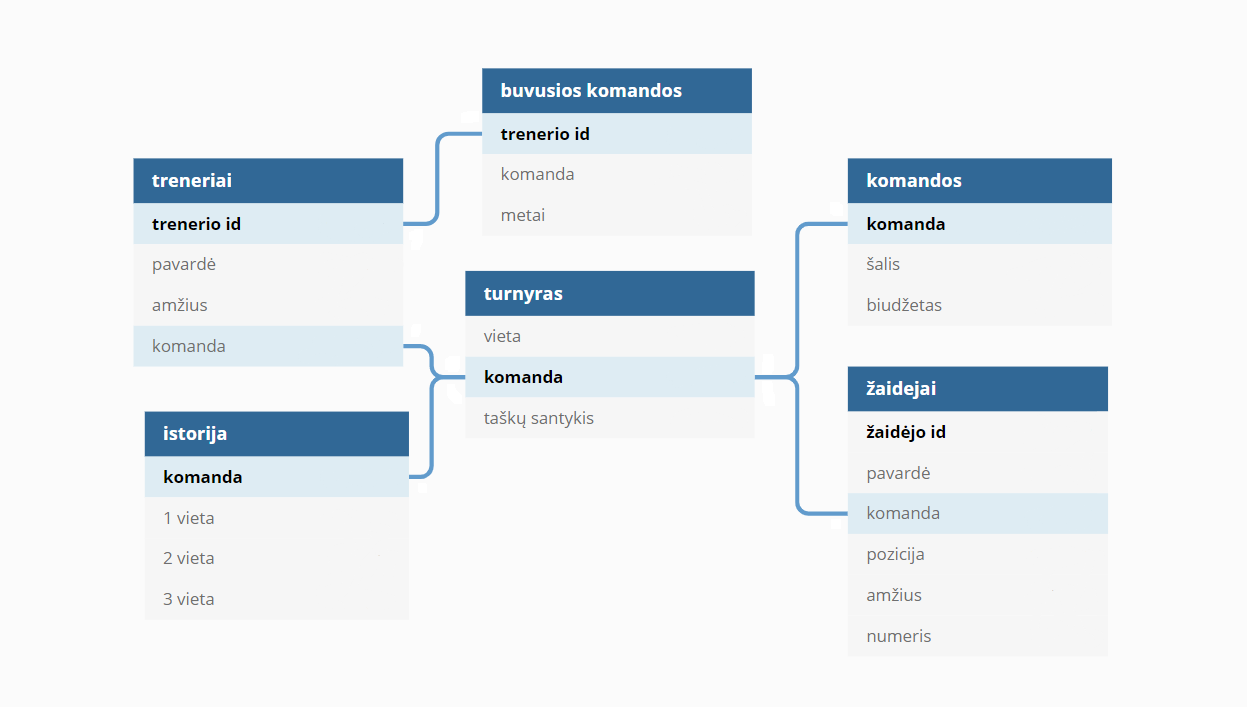 buvusios komandos
trenerio id
komanda
metai
treneriai
trenerio id
pavardė
amžius
komanda
turnyras
vieta
komanda
taškų santykis
istorija
komanda
1 vieta
2 vieta
3 vieta
komandos
komanda
šalis
biudžetas
žaidejai
žaidėjo id
pavardė
komanda
pozicija
amžius
numeris